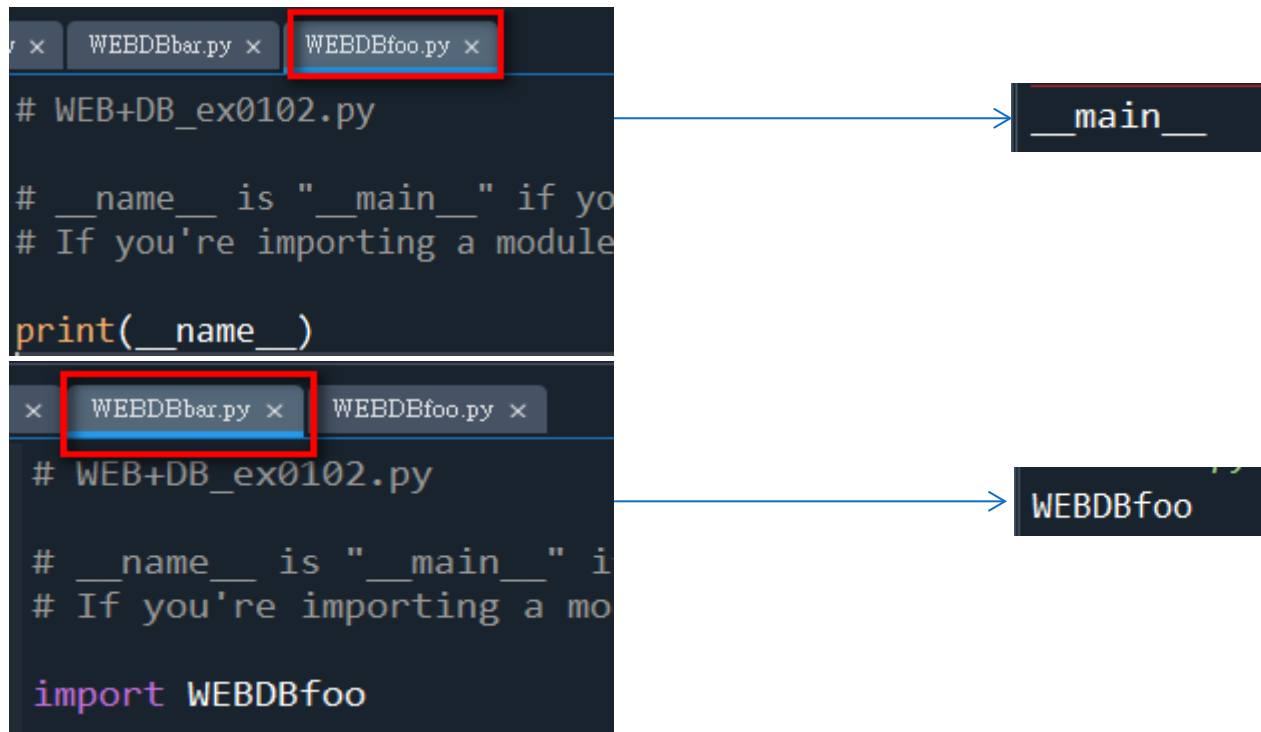 WEBDBbar.py × WEBDBfoo.py ×
# WEB+DB_ex0102.py
# __name__ is "__main__" if yo
# If you're importing a module
print(__name__)
__main__
× WEBDBbar.py × WEBDBfoo.py ×
# WEB+DB_ex0102.py
# __name__ is "__main__" i
# If you're importing a mo
import WEBDBfoo
WEBDBfoo